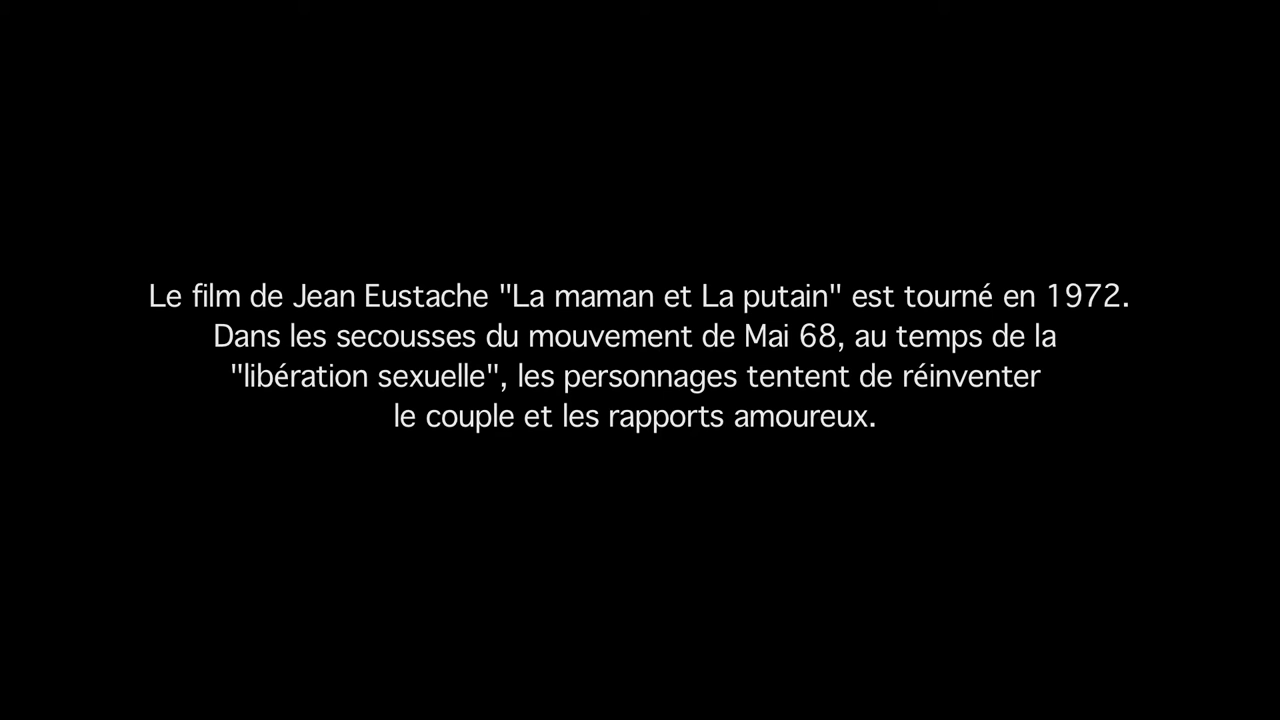 Le film de Jean Eustache "La maman et La putain" est tourné en 1972.
Dans les secousses du mouvement de Mai 68, au temps de la
"libération sexuelle", les personnages tentent de réinventer
le couple et les rapports amoureux.